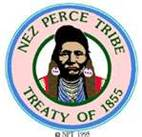 NEZ PERCE TRIBE
TREATY OF 1855
© NPT 1995